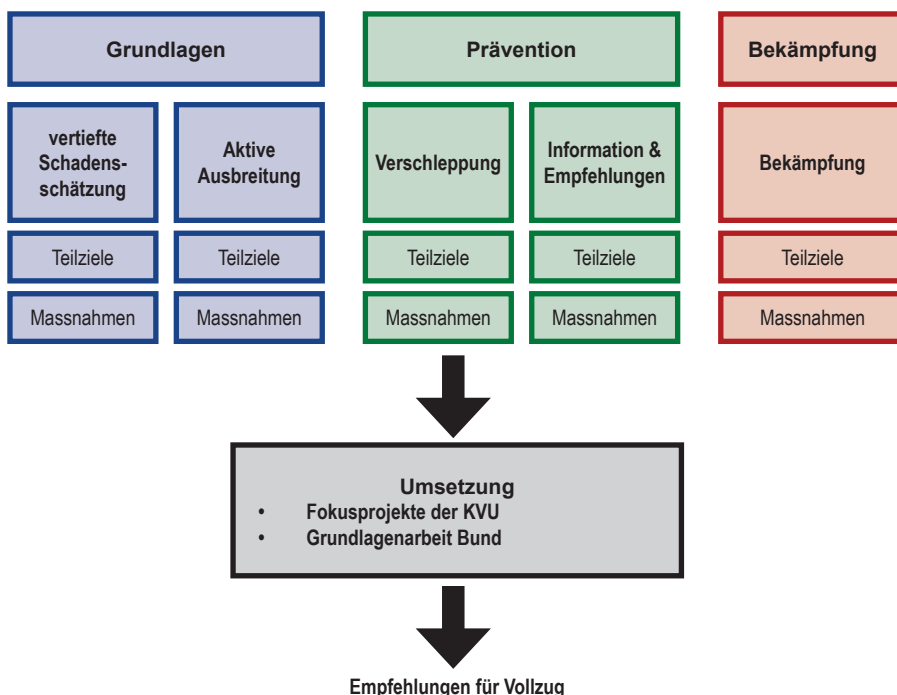 Grundlagen
Prävention
Bekämpfung
vertiefte
Schadens-
schätzung
Aktive
Ausbreitung
Verschleppung
Information &
Empfehlungen
Bekämpfung
Teilziele
Teilziele
Teilziele
Teilziele
Teilziele
Massnahmen
Massnahmen
Massnahmen
Massnahmen
Massnahmen
Umsetzung
• Fokusprojekte der KVU
• Grundlagenarbeit Bund
Empfehlungen für Vollzug